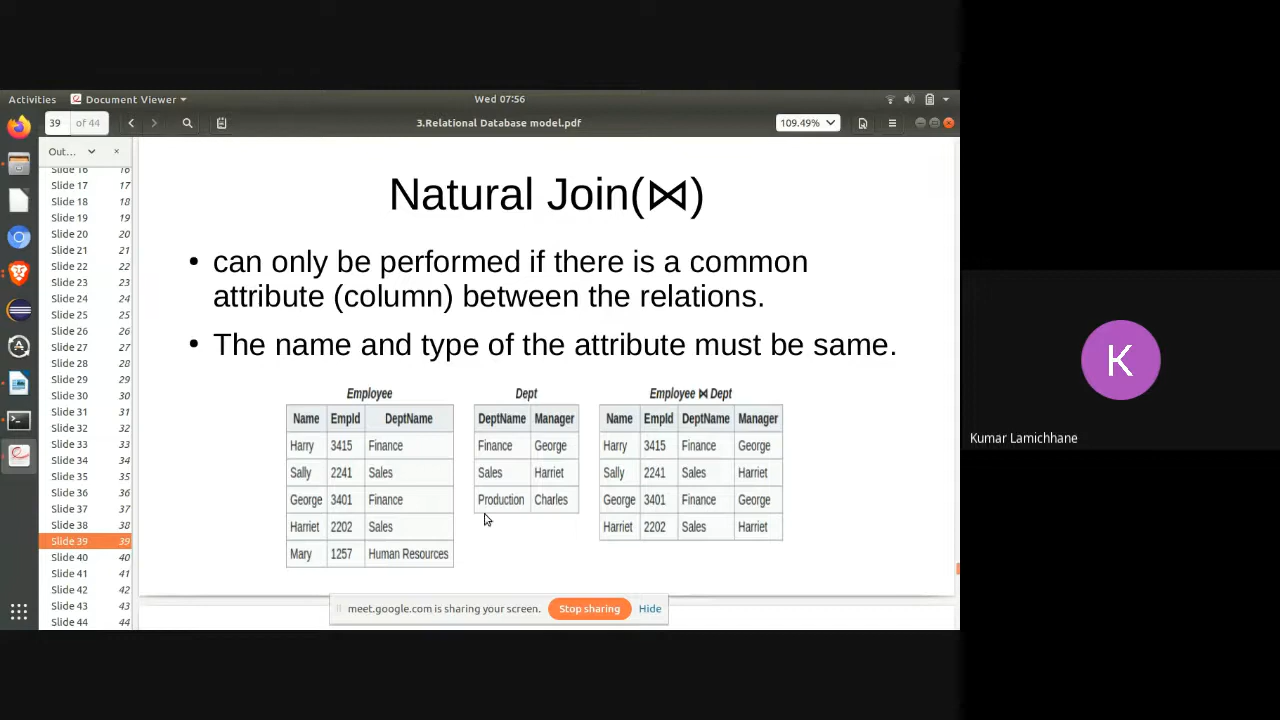 Activities Document Viewer Wed 07:56
39 of 44 3.Relational Database model.pdf 109.49%
Out... ×
Slide 16 16
Slide 17 17
Slide 18 18
Slide 19 19
Slide 20 20
Slide 21 21
Slide 22 22
Slide 23 23
Slide 24 24
Slide 25 25
Slide 26 26
Slide 27 27
Slide 28 28
Slide 29 29
Slide 30 30
Slide 31 31
Slide 32 32
Slide 33 33
Slide 34 34
Slide 35 35
Slide 36 36
Slide 37 37
Slide 38 38
Slide 39 39
Slide 40 40
Slide 41 41
Slide 42 42
Slide 43 43
Slide 44 44
Natural Join(⋈)
• can only be performed if there is a common
attribute (column) between the relations.
• The name and type of the attribute must be same.
Employee
Name EmpId DeptName
Harry 3415 Finance
Sally 2241 Sales
George 3401 Finance
Harriet 2202 Sales
Mary 1257 Human Resources
Dept
DeptName Manager
Finance George
Sales Harriet
Production Charles
Employee ⋈ Dept
Name EmpId DeptName Manager
Harry 3415 Finance George
Sally 2241 Sales Harriet
George 3401 Finance George
Harriet 2202 Sales Harriet
meet.google.com is sharing your screen. Stop sharing Hide
K
Kumar Lamichhane